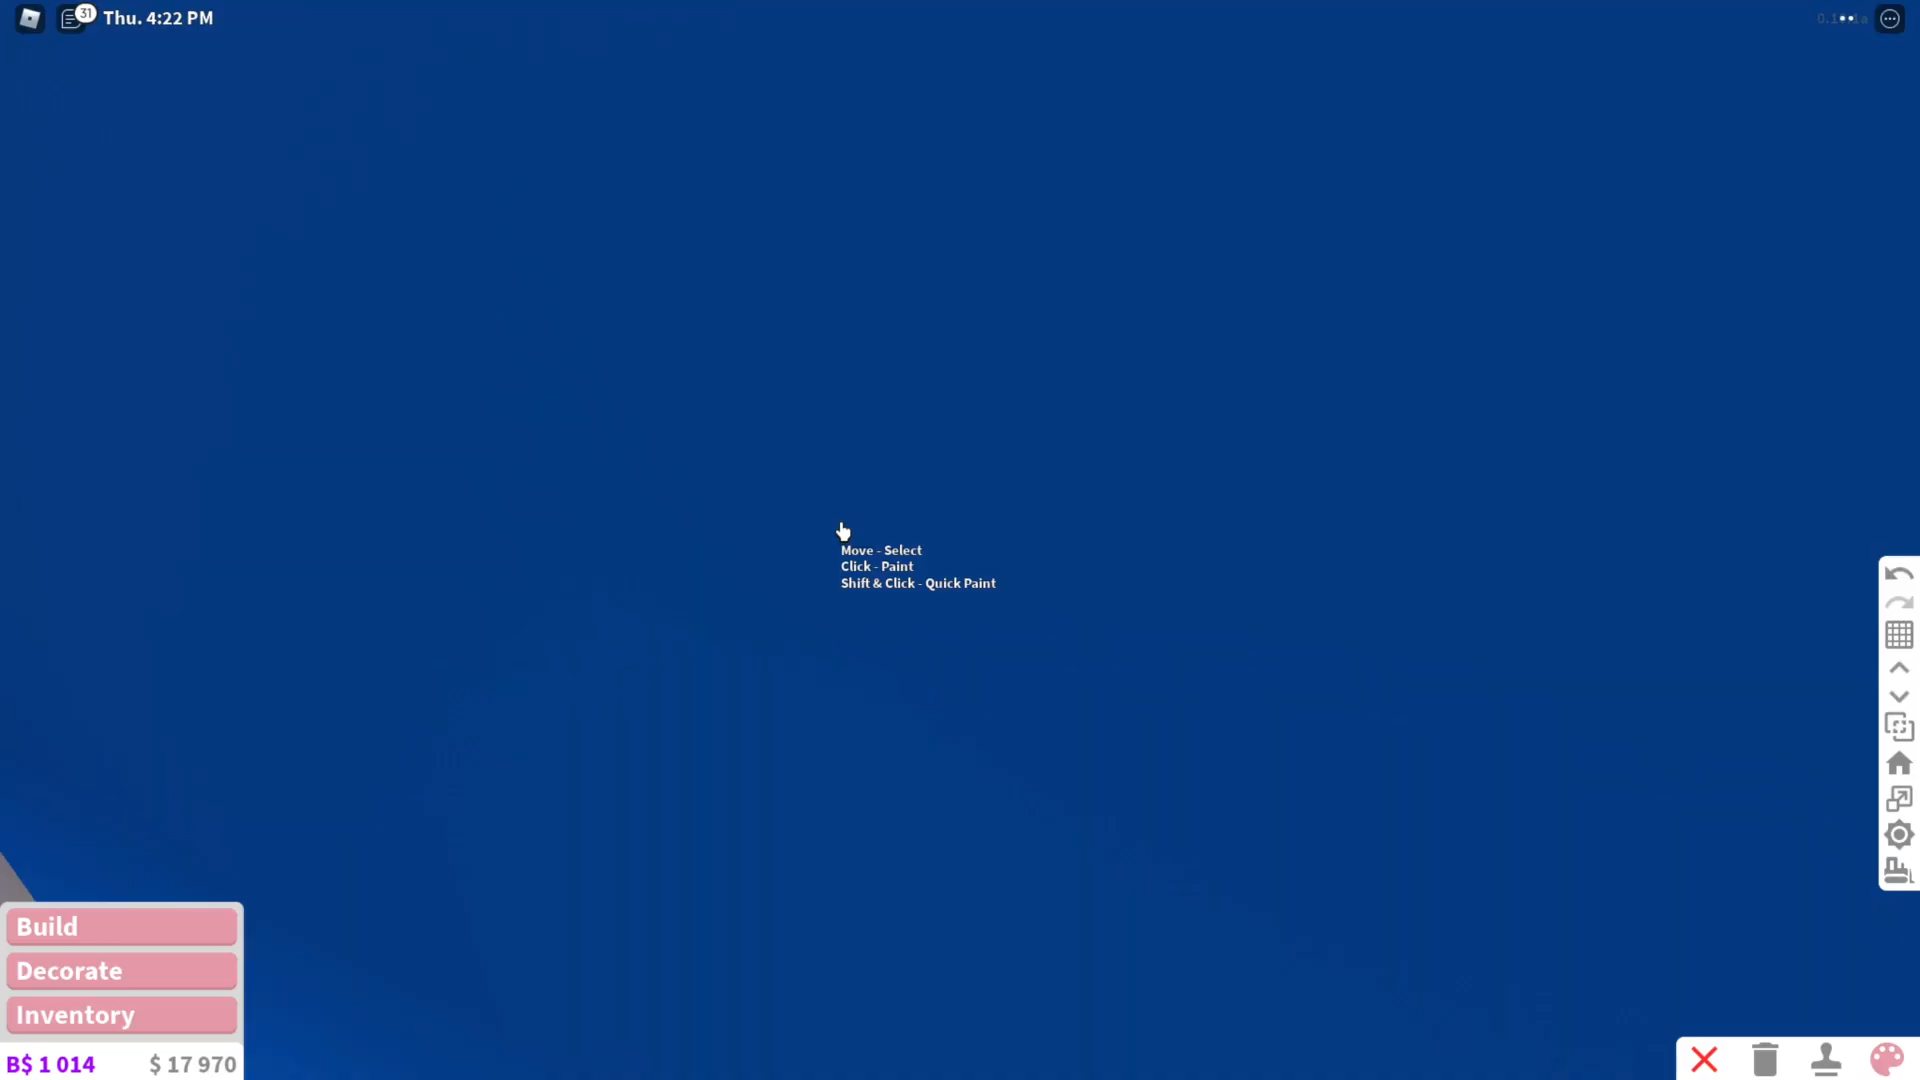 31
Thu. 4:22 PM
Move - Select
Click - Paint
Shift & Click - Quick Paint
Build
Decorate
Inventory
B$ 1 014
$ 17 970